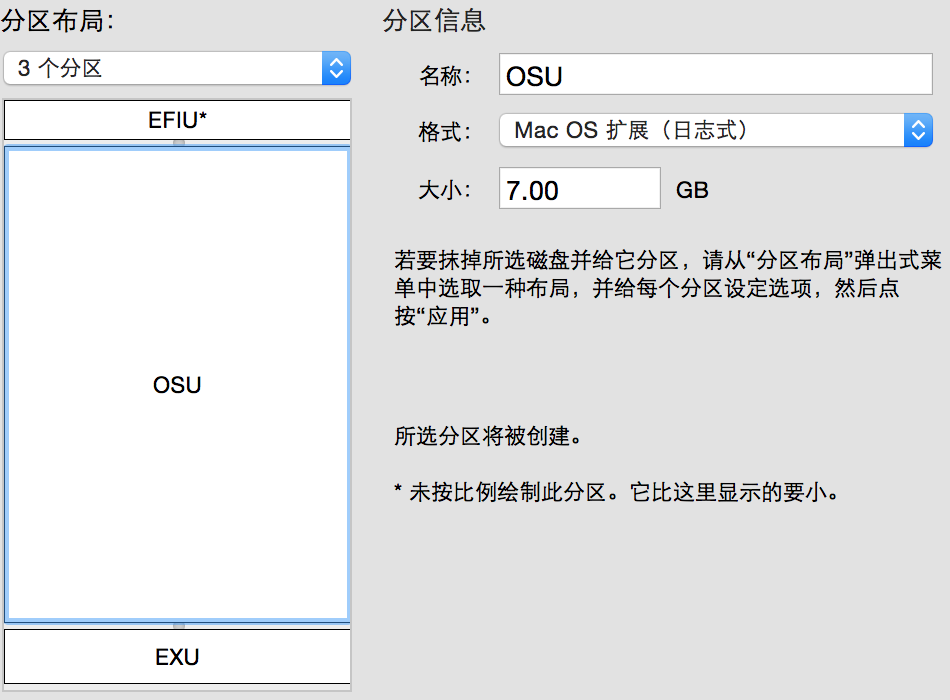 分区布局：
3 个分区
EFIU*
OSU
EXU
分区信息
名称：
OSU
格式：
Mac OS 扩展（日志式）
大小：
7.00
GB
若要抹掉所选磁盘并给它分区，请从“分区布局”弹出式菜
单中选取一种布局，并给每个分区设定选项，然后点
按“应用”。
所选分区将被创建。
* 未按比例绘制此分区。它比这里显示的要小。